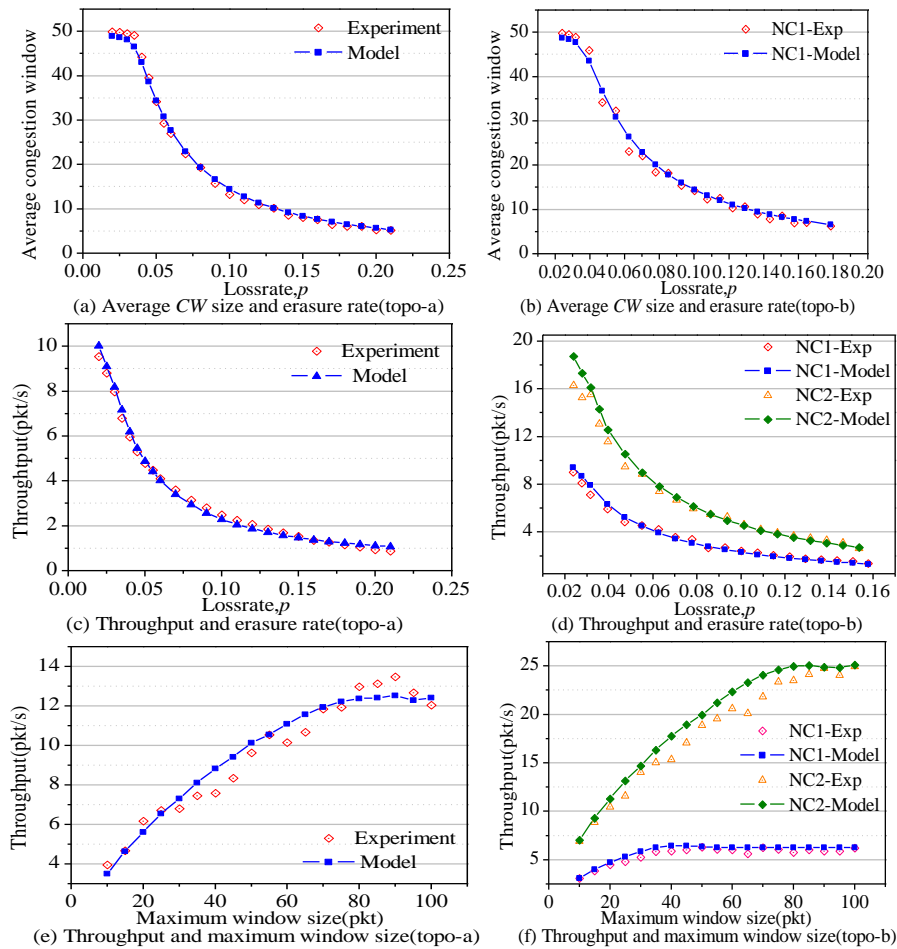 50
40
30
20
10
0
Average congestion window
Experiment
Model
0.00 0.05 0.10 0.15 0.20 0.25
Lossrate,p
(a) Average CW size and erasure rate(topo-a)
50
40
30
20
10
0
Average congestion window
NC1-Exp
NC1-Model
0.02 0.04 0.06 0.08 0.10 0.12 0.14 0.16 0.18 0.20
Lossrate,p
(b) Average CW size and erasure rate(topo-b)
10
8
6
4
2
0
Throughtput(pkt/s)
Experiment
Model
0.00 0.05 0.10 0.15 0.20 0.25
Lossrate,p
(c) Throughput and erasure rate(topo-a)
20
16
12
8
4
Throughput(pkt/s)
NC1-Exp
NC1-Model
NC2-Exp
NC2-Model
0.02 0.04 0.06 0.08 0.10 0.12 0.14 0.16
Lossrate,p
(d) Throughput and erasure rate(topo-b)
14
12
10
8
6
4
Throughput(pkt/s)
Experiment
Model
0 20 40 60 80 100
Maximum window size(pkt)
(e) Throughput and maximum window size(topo-a)
25
20
15
10
5
Throughput(pkt/s)
NC1-Exp
NC1-Model
NC2-Exp
NC2-Model
0 20 40 60 80 100
Maximum window size(pkt)
(f) Throughput and maximum window size(topo-b)